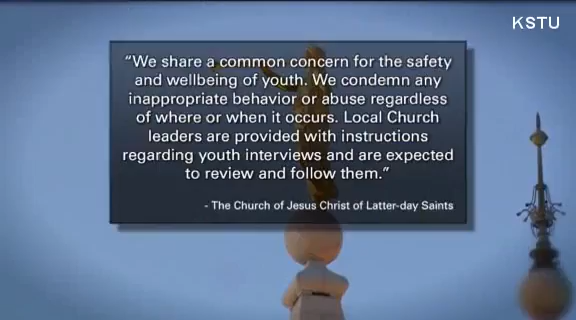 KSTU
“We share a common concern for the safety
and wellbeing of youth. We condemn any
inappropriate behavior or abuse regardless
of where or when it occurs. Local Church
leaders are provided with instructions
regarding youth interviews and are expected
to review and follow them.”
- The Church of Jesus Christ of Latter-day Saints